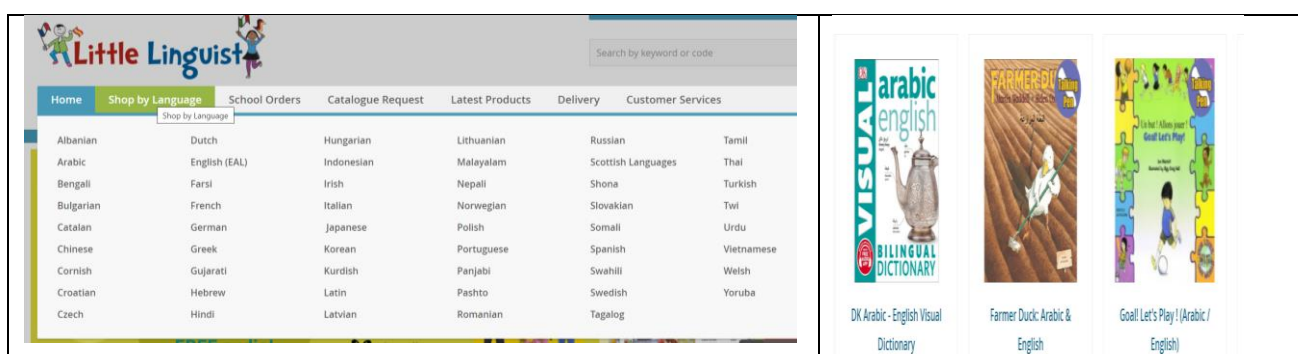 Little Linguist
Search by keyword or code
Home Shop by Language School Orders Catalogue Request Latest Products Delivery Customer Services
Shop by Language
Albanian Dutch Hungarian Lithuanian Russian Tamil
Arabic English (EAL) Indonesian Malayalam Scottish Languages Thai
Bengali Farsi Irish Nepali Shona Turkish
Bulgarian French Italian Norwegian Slovakian Twi
Catalan German Japanese Polish Somali Urdu
Chinese Greek Korean Portuguese Spanish Vietnamese
Cornish Gujarati Kurdish Panjabi Swahili Welsh
Croatian Hebrew Latin Pashto Swedish Yoruba
Czech Hindi Latvian Romanian Tagalog
VISUAL
arabic
english
BILINGUAL
DICTIONARY
DK Arabic - English Visual
Dictionary
FARMER DU
Talking
Pen
Farmer Duck: Arabic &
English
Talking
Pen
Un but ! Allons jouer !
Goal! Let's Play!
Goal! Let's Play ! (Arabic /
English)